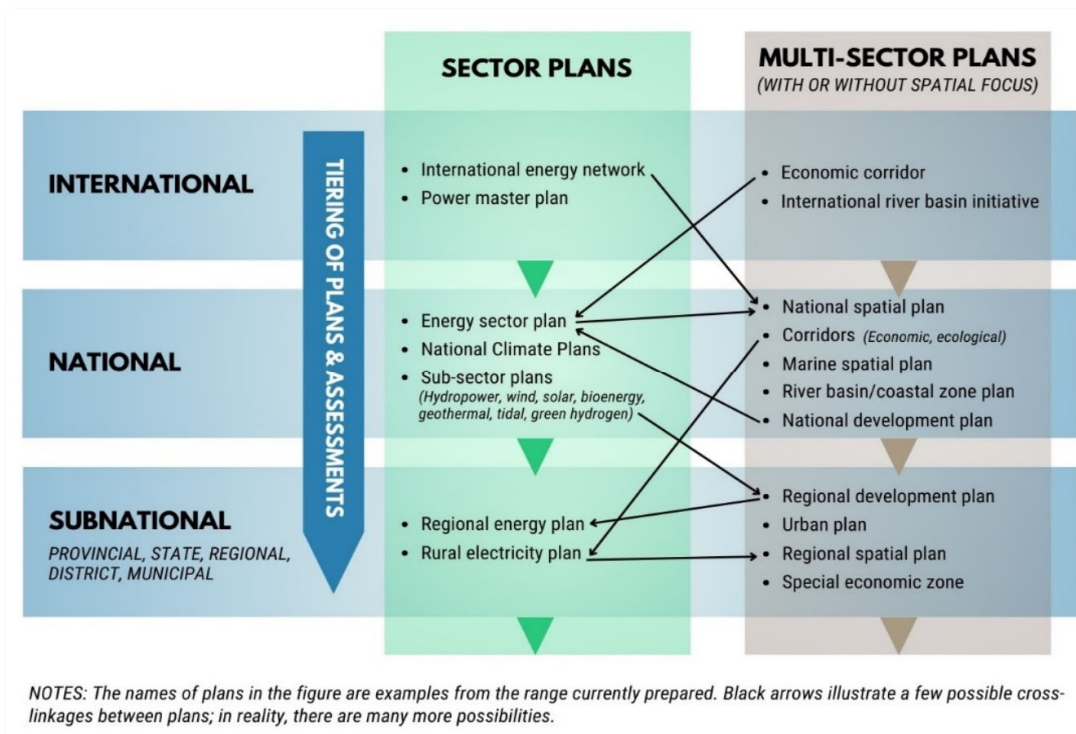 SECTOR PLANS
MULTI-SECTOR PLANS
(WITH OR WITHOUT SPATIAL FOCUS)
TIERING OF PLANS & ASSESSMENTS
INTERNATIONAL
• International energy network
• Power master plan
• Economic corridor
• International river basin initiative
NATIONAL
• Energy sector plan
• National Climate Plans
• Sub-sector plans
(Hydropower, wind, solar, bioenergy,
geothermal, tidal, green hydrogen)
• National spatial plan
• Corridors (Economic, ecological)
• Marine spatial plan
• River basin/coastal zone plan
• National development plan
SUBNATIONAL
PROVINCIAL, STATE, REGIONAL,
DISTRICT, MUNICIPAL
• Regional energy plan
• Rural electricity plan
• Regional development plan
• Urban plan
• Regional spatial plan
• Special economic zone
NOTES: The names of plans in the figure are examples from the range currently prepared. Black arrows illustrate a few possible cross-
linkages between plans; in reality, there are many more possibilities.